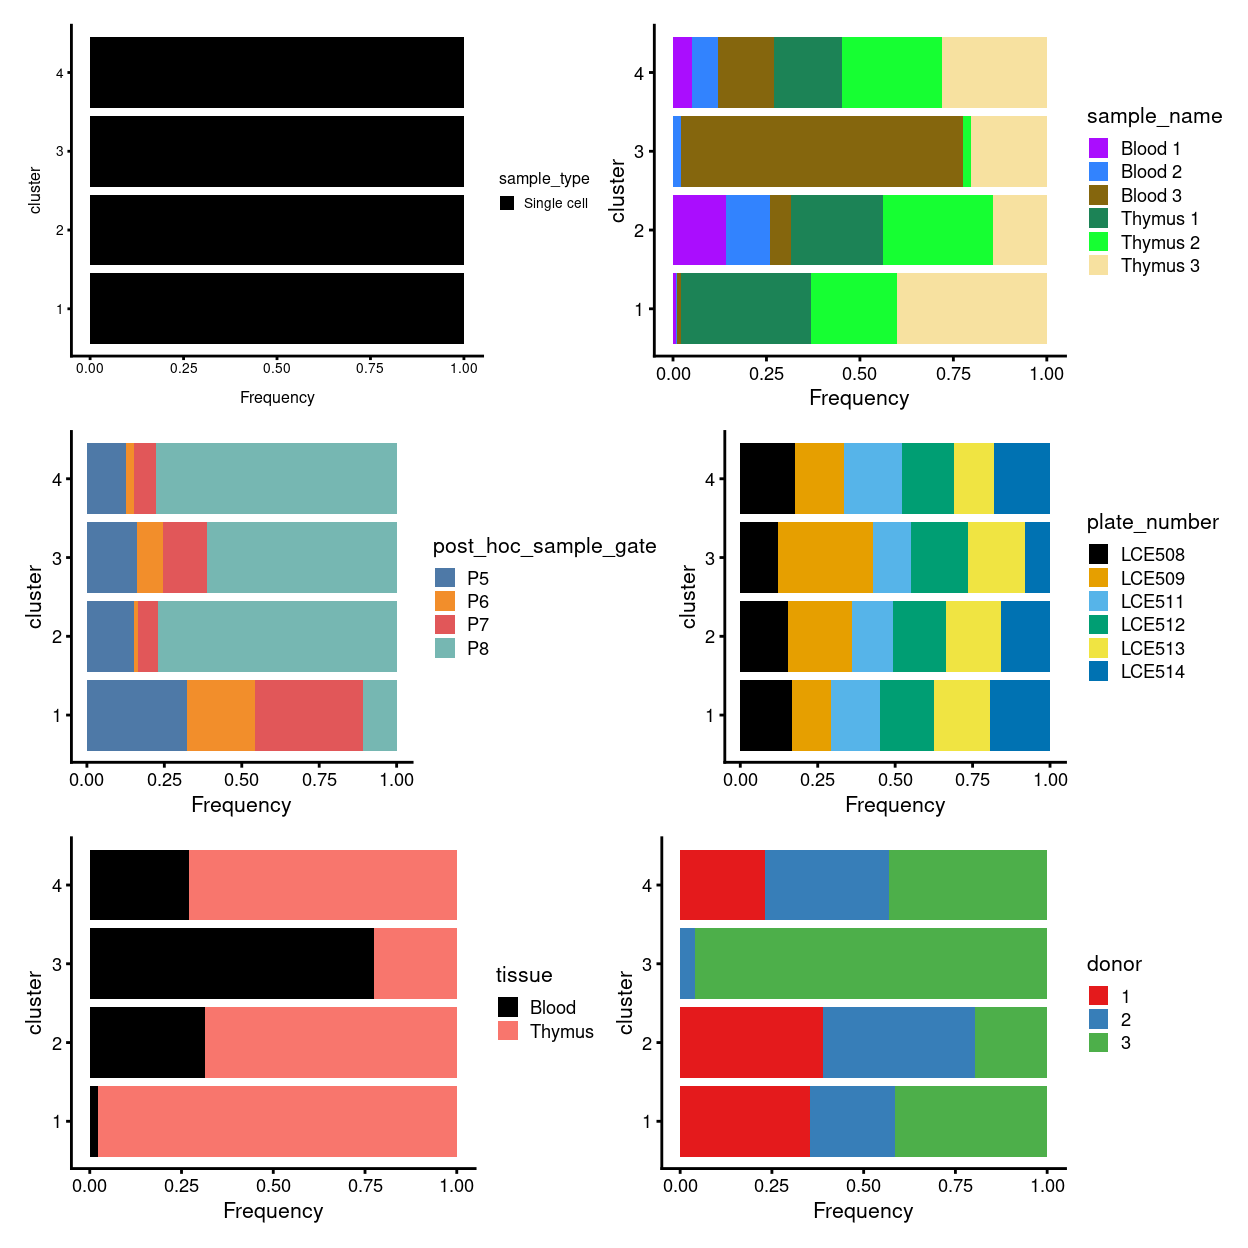 cluster
4
3
2
1
0.00 0.25 0.50 0.75 1.00
Frequency
sample_type
Single cell
cluster
4
3
2
1
0.00 0.25 0.50 0.75 1.00
Frequency
sample_name
Blood 1
Blood 2
Blood 3
Thymus 1
Thymus 2
Thymus 3
cluster
4
3
2
1
0.00 0.25 0.50 0.75 1.00
Frequency
post_hoc_sample_gate
P5
P6
P7
P8
cluster
4
3
2
1
0.00 0.25 0.50 0.75 1.00
Frequency
plate_number
LCE508
LCE509
LCE511
LCE512
LCE513
LCE514
cluster
4
3
2
1
0.00 0.25 0.50 0.75 1.00
Frequency
tissue
Blood
Thymus
cluster
4
3
2
1
0.00 0.25 0.50 0.75 1.00
Frequency
donor
1
2
3